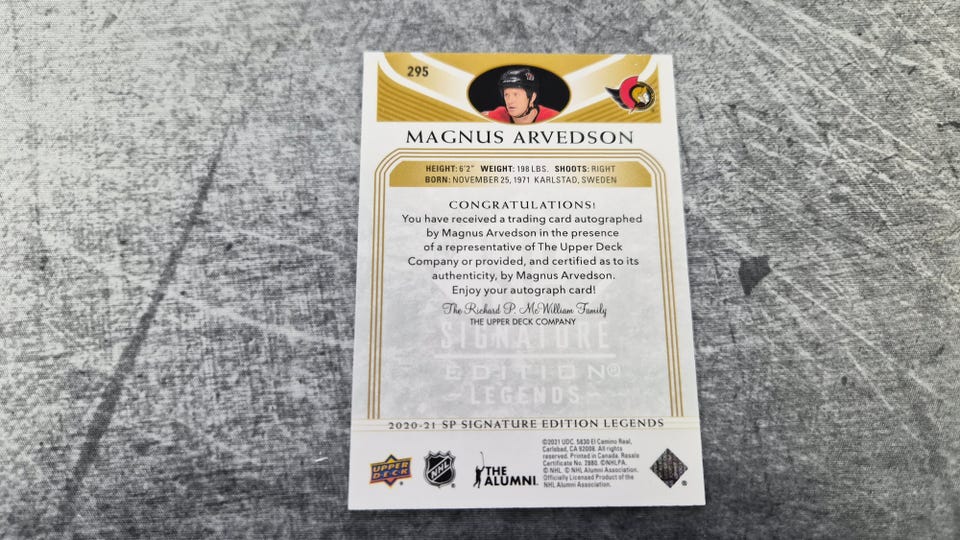 295
MAGNUS ARVEDSON
HEIGHT: 6'2" WEIGHT: 198 LBS. SHOOTS: RIGHT
BORN: NOVEMBER 25, 1971 KARLSTAD, SWEDEN
CONGRATULATIONS!
You have received a trading card autographed
by Magnus Arvedson in the presence
of a representative of The Upper Deck
Company or provided, and certified as to its
authenticity, by Magnus Arvedson.
Enjoy your autograph card!
The Richard P. McWilliam Family
THE UPPER DECK COMPANY
SIGNATURE
EDITION®
LEGENDS
2020-21 SP SIGNATURE EDITION LEGENDS
UPPER
DECK
NHL
THE
ALUMNI
©2021 UDC. 5830 El Camino Real,
Carlsbad, CA 92008. All rights
reserved. Printed in Canada. Resale
Certificate No. 2880. ©NHLPA.
© NHL. © NHL Alumni Association.
Officially Licensed Product of the
NHL Alumni Association.